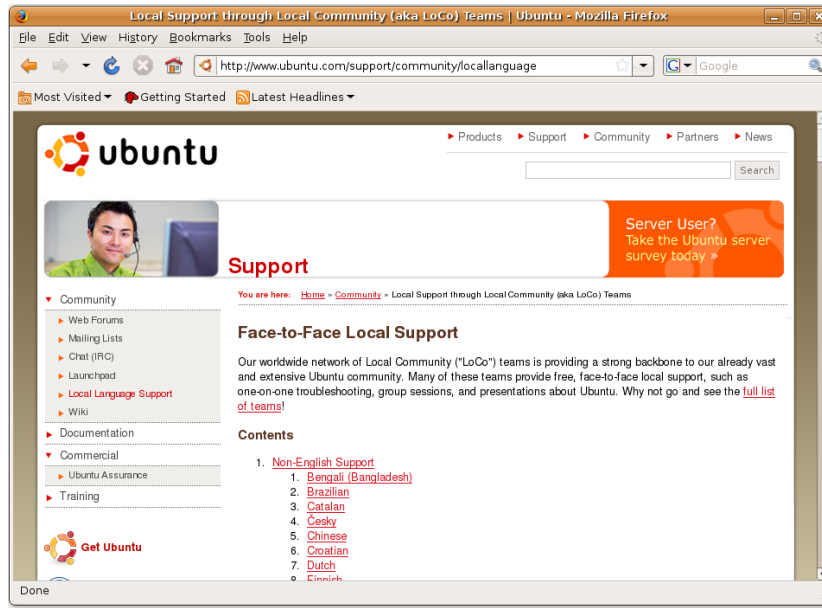 Local Support through Local Community (aka LoCo) Teams | Ubuntu - Mozilla Firefox
File Edit View History Bookmarks Tools Help
http://www.ubuntu.com/support/community/locallanguage
G Google
Most Visited Getting Started Latest Headlines
ubuntu
Products Support Community Partners News
Search
Support
Server User?
Take the Ubuntu server
survey today »
Community
Web Forums
Mailing Lists
Chat (IRC)
Launchpad
Local Language Support
Wiki
Documentation
Commercial
Ubuntu Assurance
Training
Get Ubuntu
You are here: Home » Community » Local Support through Local Community (aka LoCo) Teams
Face-to-Face Local Support
Our worldwide network of Local Community ("LoCo") teams is providing a strong backbone to our already vast
and extensive Ubuntu community. Many of these teams provide free, face-to-face local support, such as
one-on-one troubleshooting, group sessions, and presentations about Ubuntu. Why not go and see the full list
of teams!
Contents
1. Non-English Support
1. Bengali (Bangladesh)
2. Brazilian
3. Catalan
4. Česky
5. Chinese
6. Croatian
7. Dutch
8. Finnish
Done